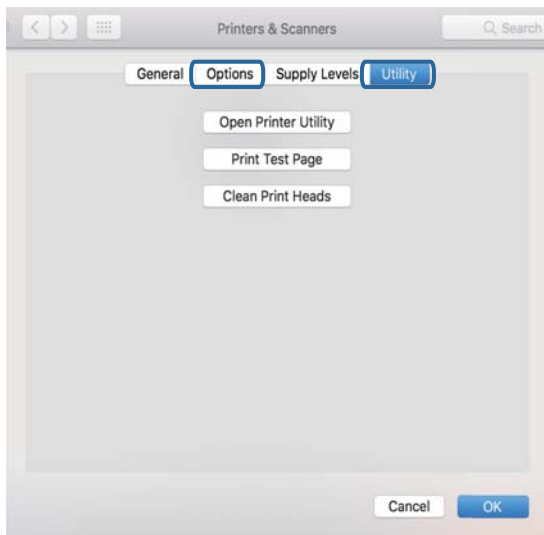 Printers & Scanners Search
General Options Supply Levels Utility
Open Printer Utility
Print Test Page
Clean Print Heads
Cancel OK